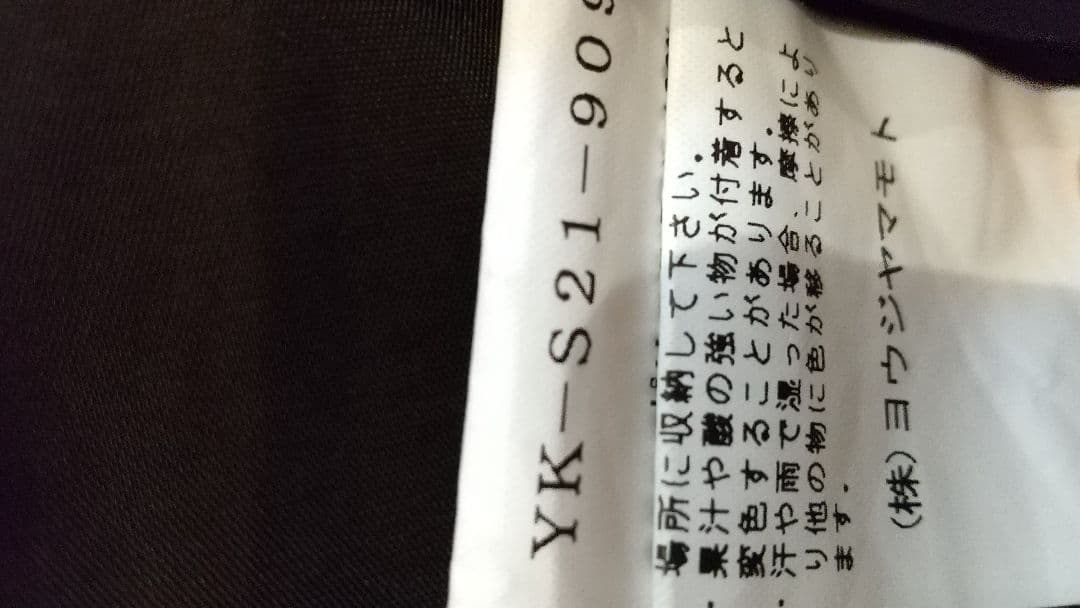 YK-S21-909
場所に収納して下さい。
・果汁や酸の強い物が付着すると
変色することがあります。
・汗や雨で湿った場合、摩擦によ
り他の物に色が移ることがあり
ます。
(株)ヨウジヤマモト